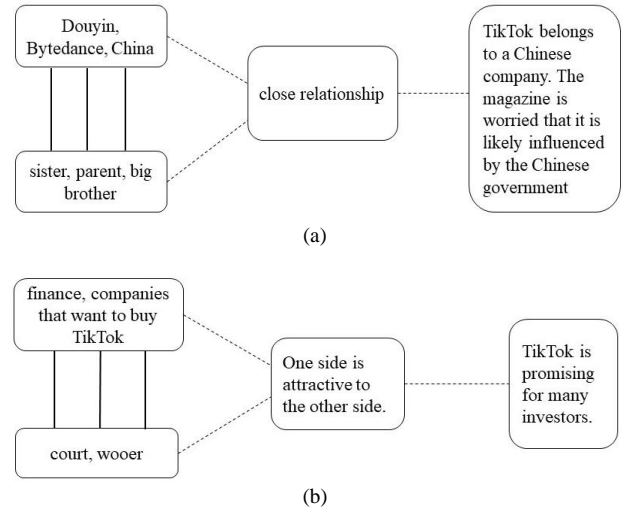 Douyin,
Bytedance, China
sister, parent, big
brother
close relationship
TikTok belongs
to a Chinese
company. The
magazine is
worried that it is
likely influenced
by the Chinese
government
(a)
finance, companies
that want to buy
TikTok
court, wooer
One side is
attractive to
the other side.
TikTok is
promising
for many
investors.
(b)